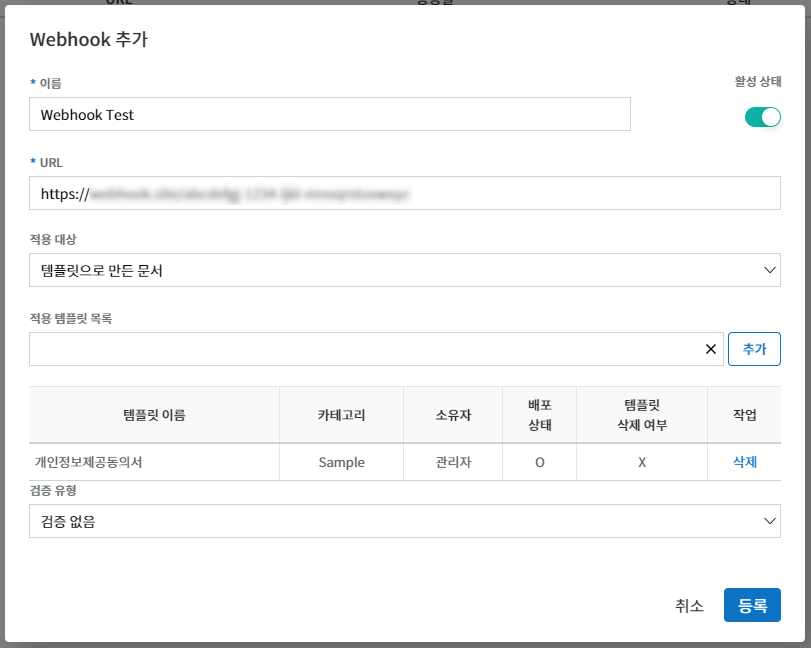 Webhook 추가
* 이름
활성 상태
Webhook Test
* URL
https://
적용 대상
템플릿으로 만든 문서
적용 템플릿 목록
추가
템플릿 이름 카테고리 소유자 배포 상태 템플릿 삭제 여부 작업
개인정보제공동의서 Sample 관리자 O X 삭제
검증 유형
검증 없음
취소 등록